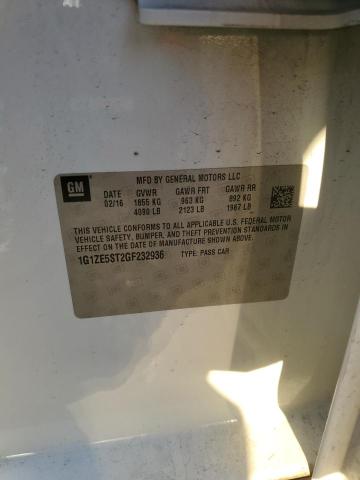 GM
MFD BY GENERAL MOTORS LLC
DATE GVWR GAWR FRT GAWR RR
02/16 1855 KG 963 KG 892 KG
4090 LB 2123 LB 1967 LB
THIS VEHICLE CONFORMS TO ALL APPLICABLE U.S. FEDERAL MOTOR
VEHICLE SAFETY, BUMPER, AND THEFT PREVENTION STANDARDS IN
EFFECT ON THE DATE OF MANUFACTURE SHOWN ABOVE.
1G1ZE5ST2GF232936 TYPE: PASS CAR